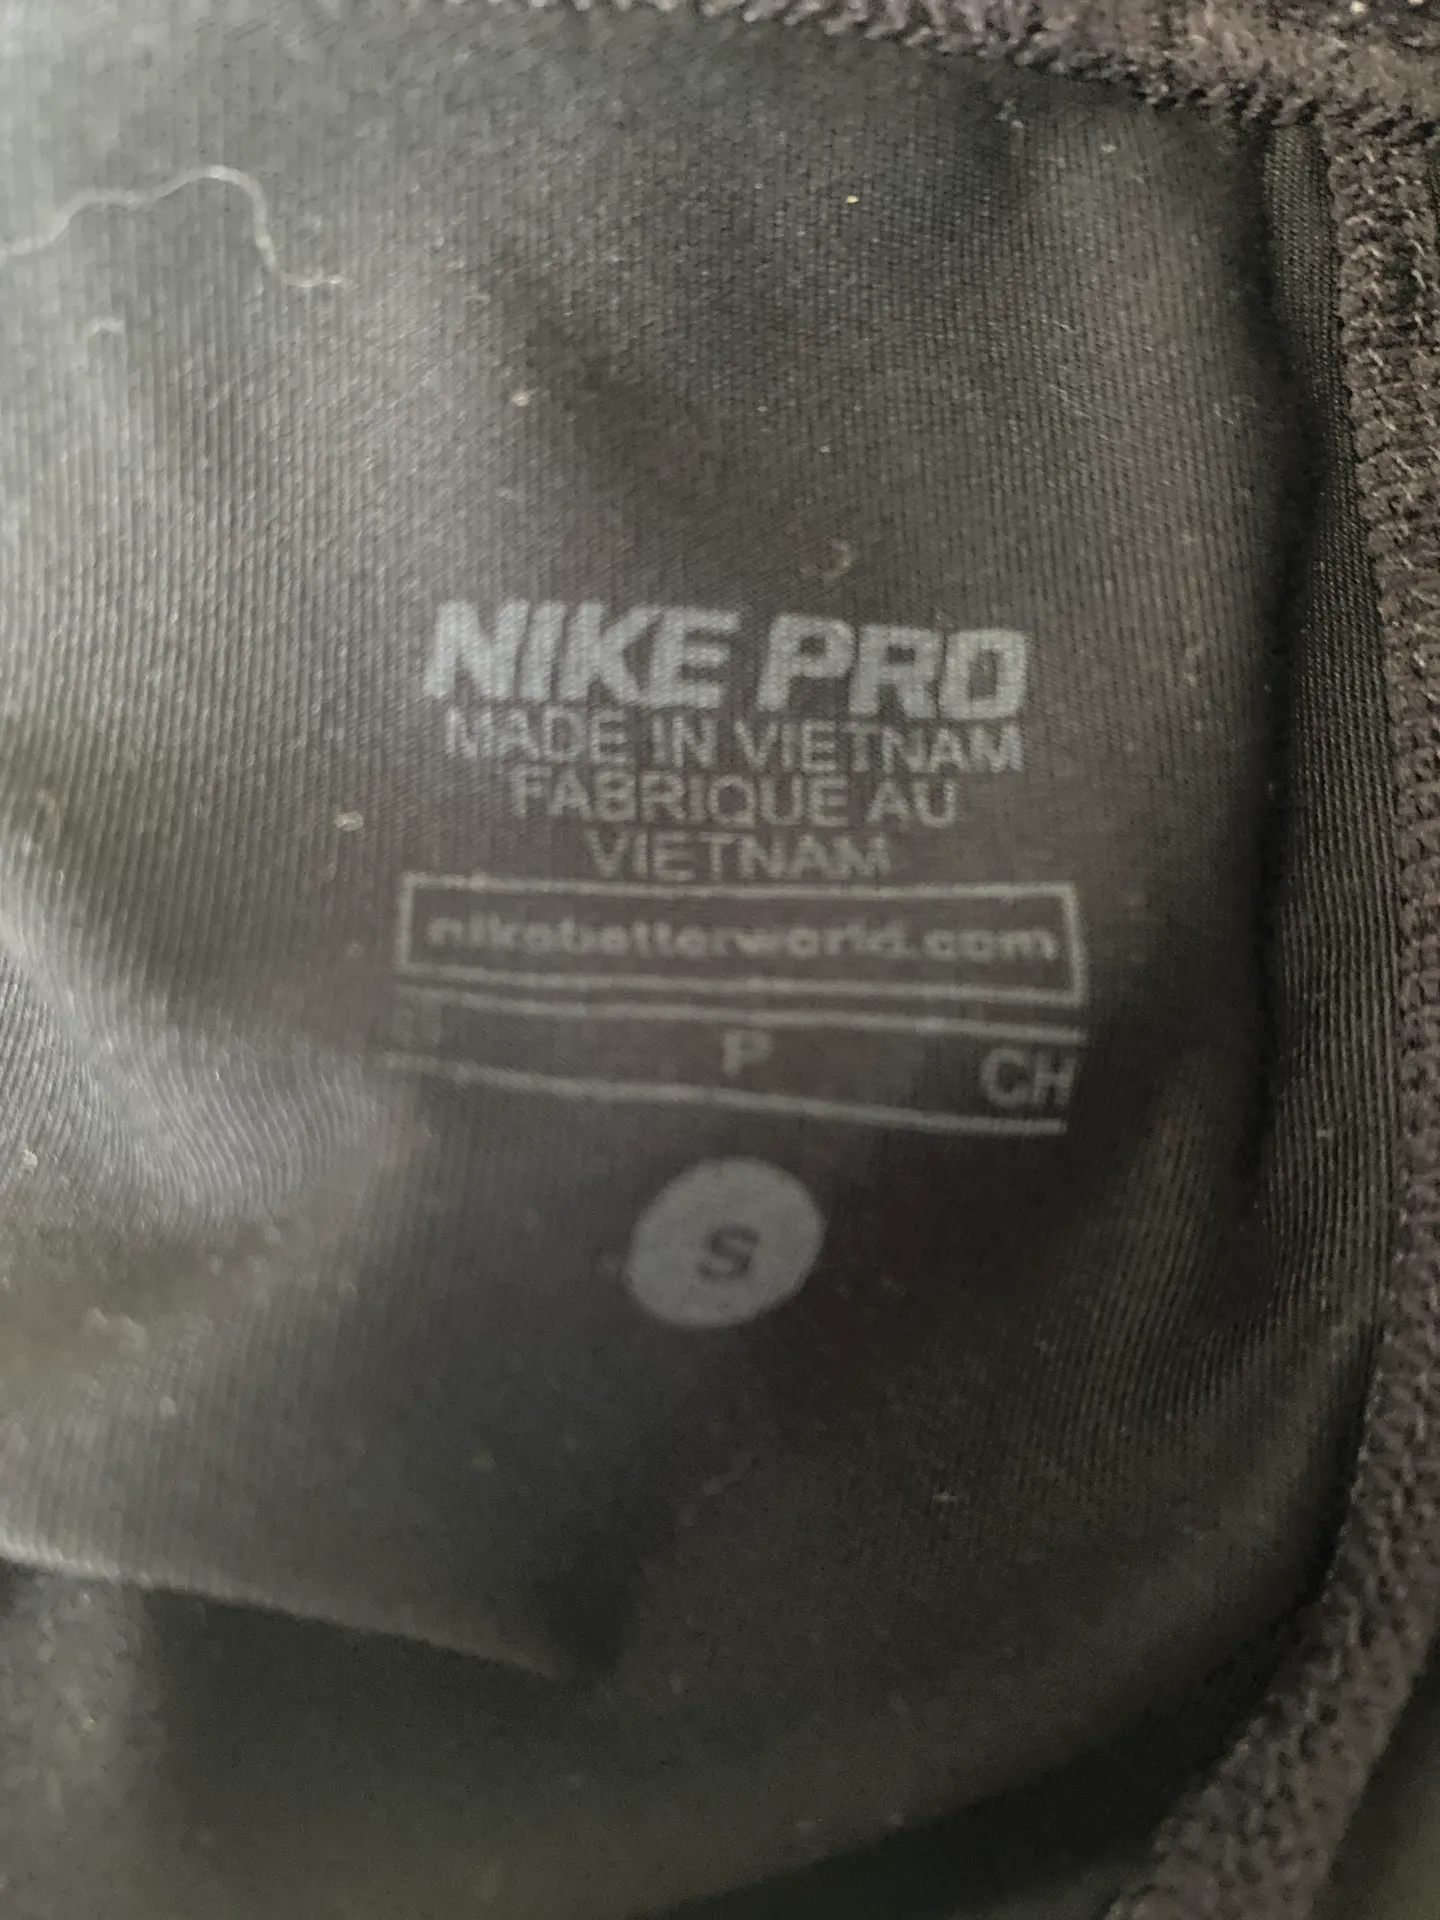 NIKE PRO
MADE IN VIETNAM
FABRIQUE AU
VIETNAM
nikebetterworld.com
P CH
S